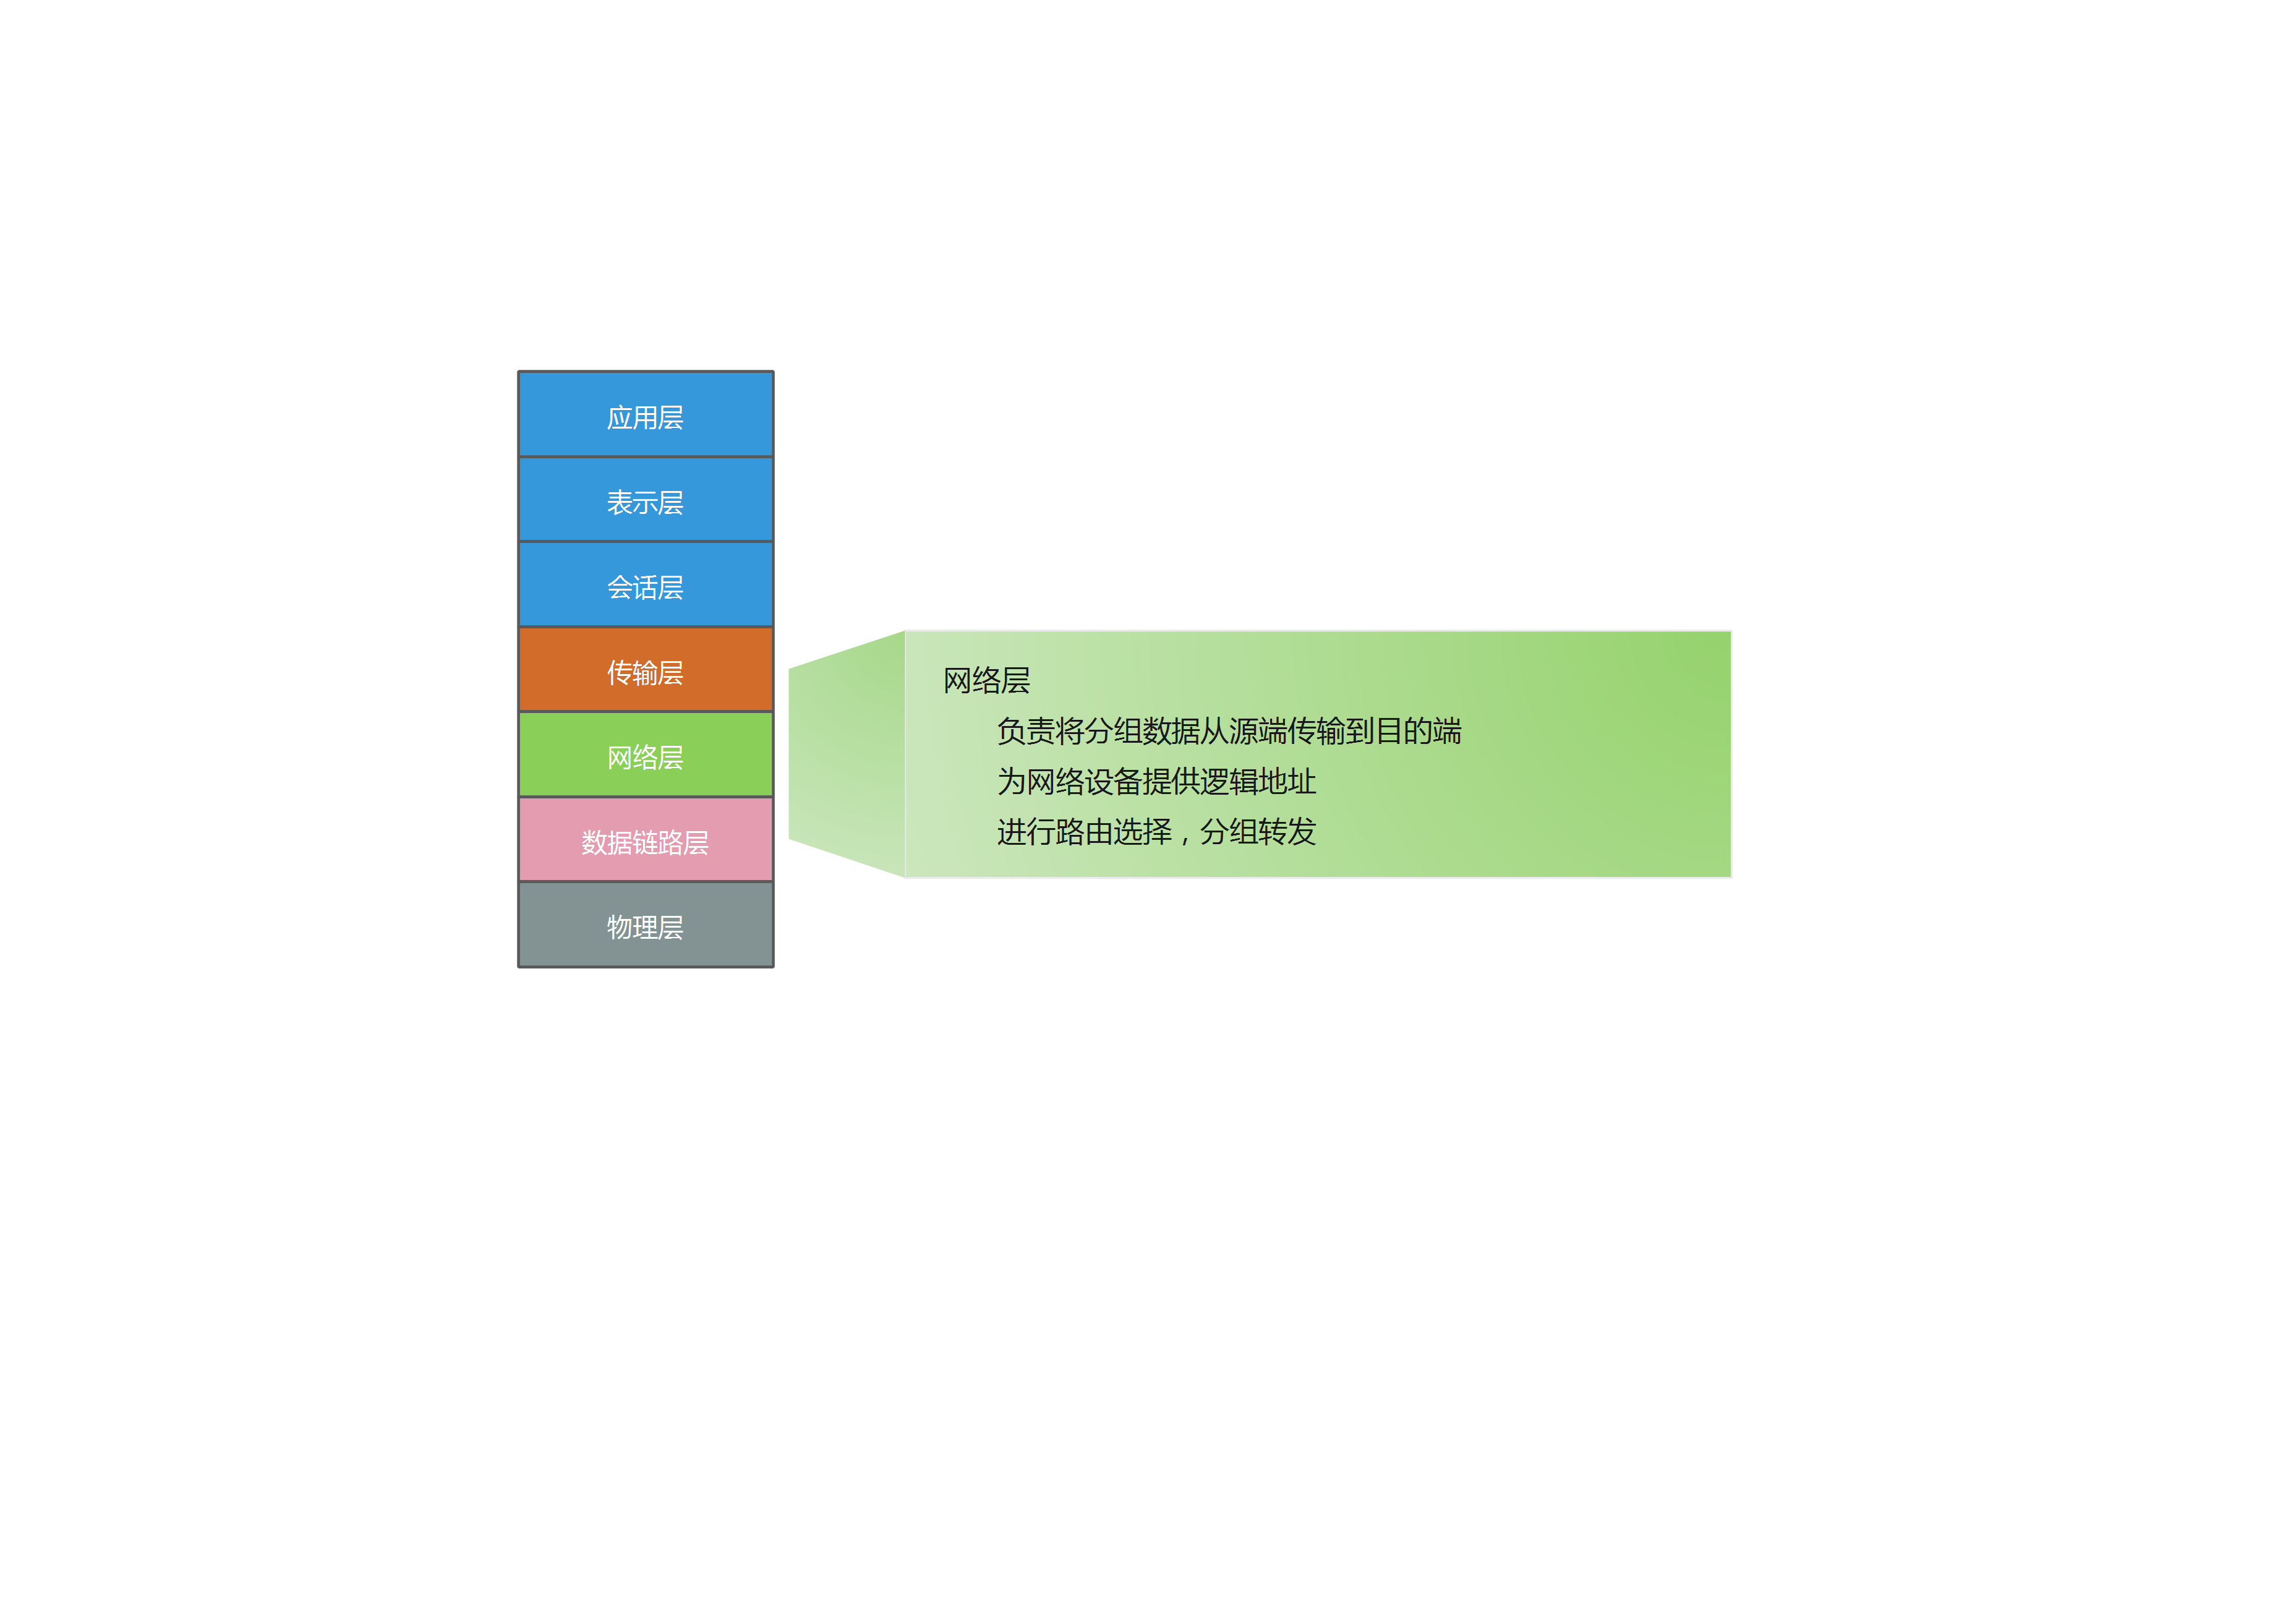 应用层
表示层
会话层
传输层
网络层
数据链路层
物理层
网络层
负责将分组数据从源端传输到目的端
为网络设备提供逻辑地址
进行路由选择，分组转发